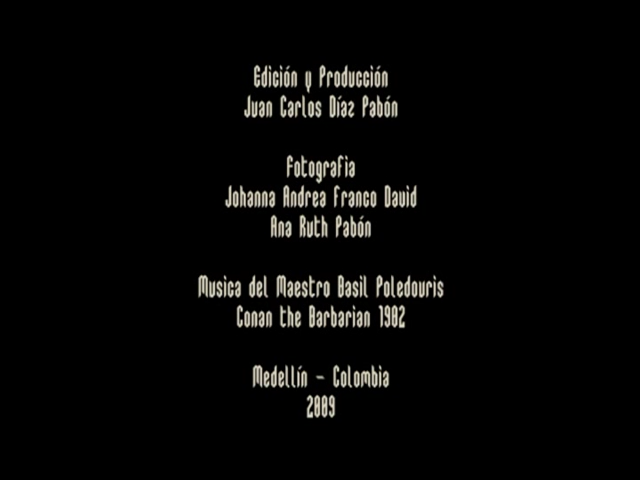 Edición y Producción
Juan Carlos Díaz Pabón
Fotografia
Johanna Andrea Franco David
Ana Ruth Pabón
Musica del Maestro Basil Poledouris
Conan the Barbarian 1982
Medellín - Colombia
2009